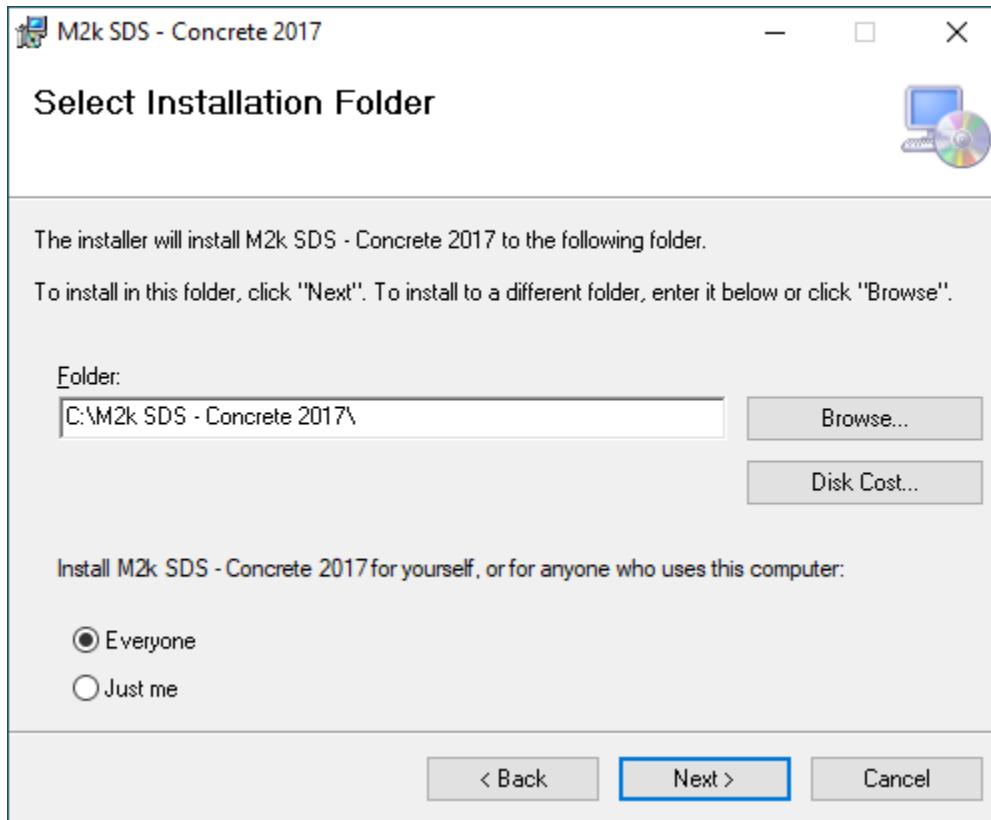 M2k SDS - Concrete 2017
Select Installation Folder
The installer will install M2k SDS - Concrete 2017 to the following folder.
To install in this folder, click "Next". To install to a different folder, enter it below or click "Browse".
Folder:
C:\M2k SDS - Concrete 2017\
Browse...
Disk Cost...
Install M2k SDS - Concrete 2017 for yourself, or for anyone who uses this computer:
Everyone
Just me
< Back
Next >
Cancel